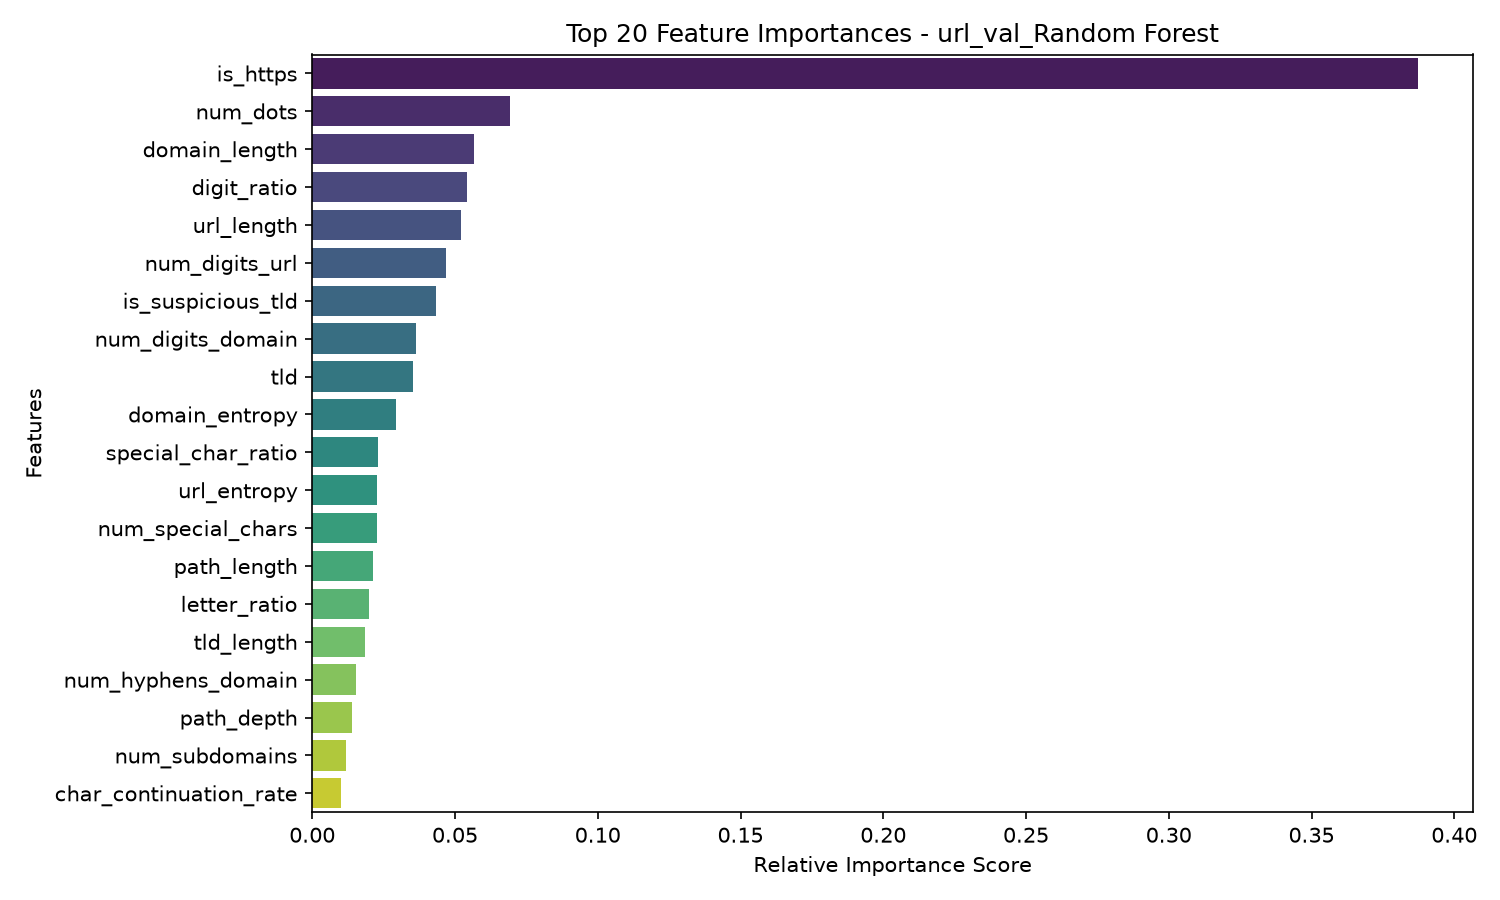 Top 20 Feature Importances - url_val_Random Forest
is_https
num_dots
domain_length
digit_ratio
url_length
num_digits_url
is_suspicious_tld
num_digits_domain
tld
domain_entropy
special_char_ratio
url_entropy
num_special_chars
path_length
letter_ratio
tld_length
num_hyphens_domain
path_depth
num_subdomains
char_continuation_rate
Features
0.00 0.05 0.10 0.15 0.20 0.25 0.30 0.35 0.40
Relative Importance Score